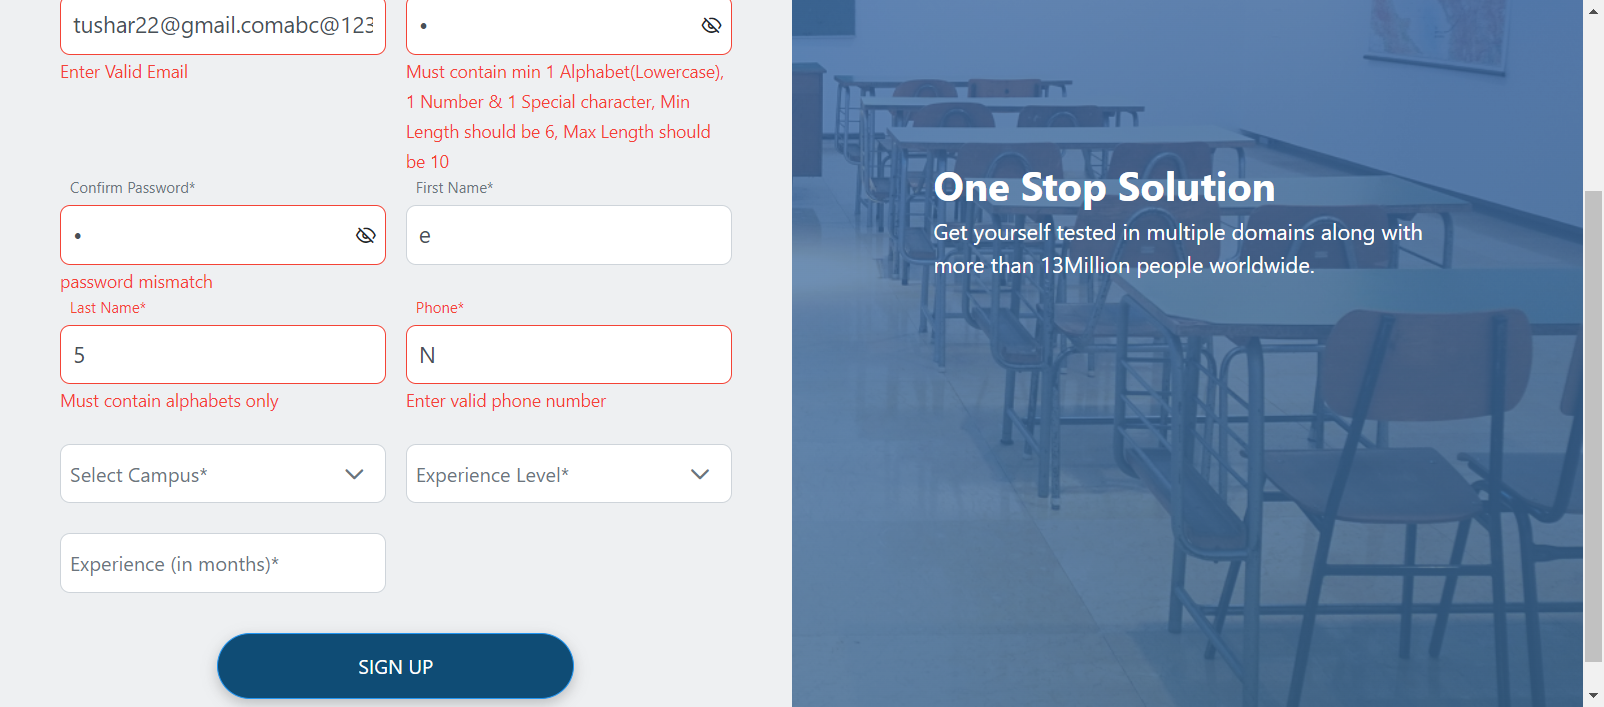 tushar22@gmail.comabc@123
Enter Valid Email
Must contain min 1 Alphabet(Lowercase),
1 Number & 1 Special character, Min
Length should be 6, Max Length should
be 10
Confirm Password*
First Name*
e
password mismatch
Last Name*
Phone*
5
N
Must contain alphabets only
Enter valid phone number
Select Campus*
Experience Level*
Experience (in months)*
SIGN UP
One Stop Solution
Get yourself tested in multiple domains along with
more than 13Million people worldwide.